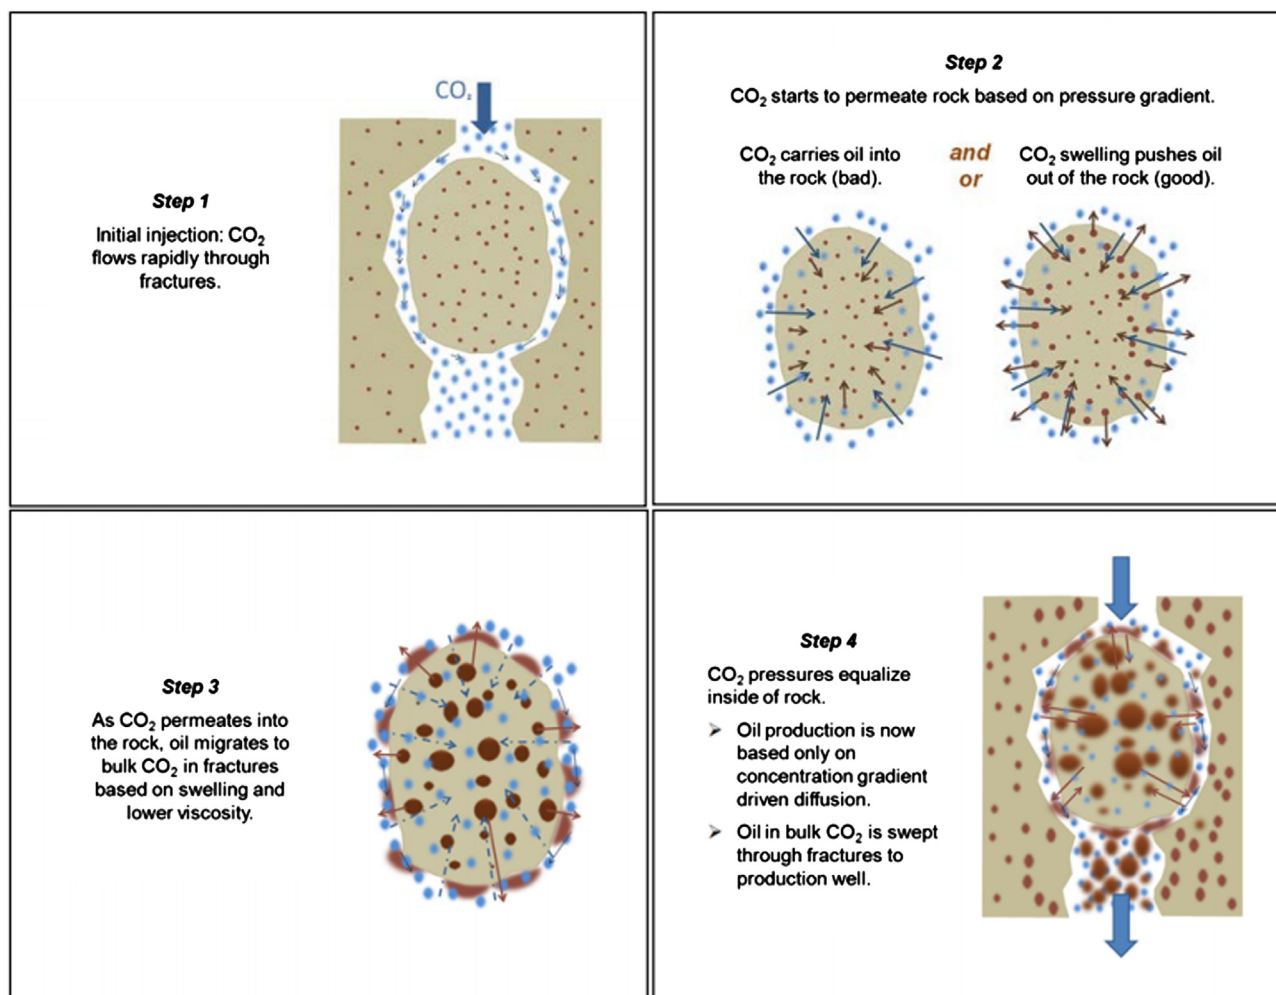 CO₂
Step 1
Initial injection: CO₂
flows rapidly through
fractures.
Step 2
CO₂ starts to permeate rock based on pressure gradient.
CO₂ carries oil into
the rock (bad).
and
or
CO₂ swelling pushes oil
out of the rock (good).
Step 3
As CO₂ permeates into
the rock, oil migrates to
bulk CO₂ in fractures
based on swelling and
lower viscosity.
Step 4
CO₂ pressures equalize
inside of rock.
➢ Oil production is now
based only on
concentration gradient
driven diffusion.
➢ Oil in bulk CO₂ is swept
through fractures to
production well.